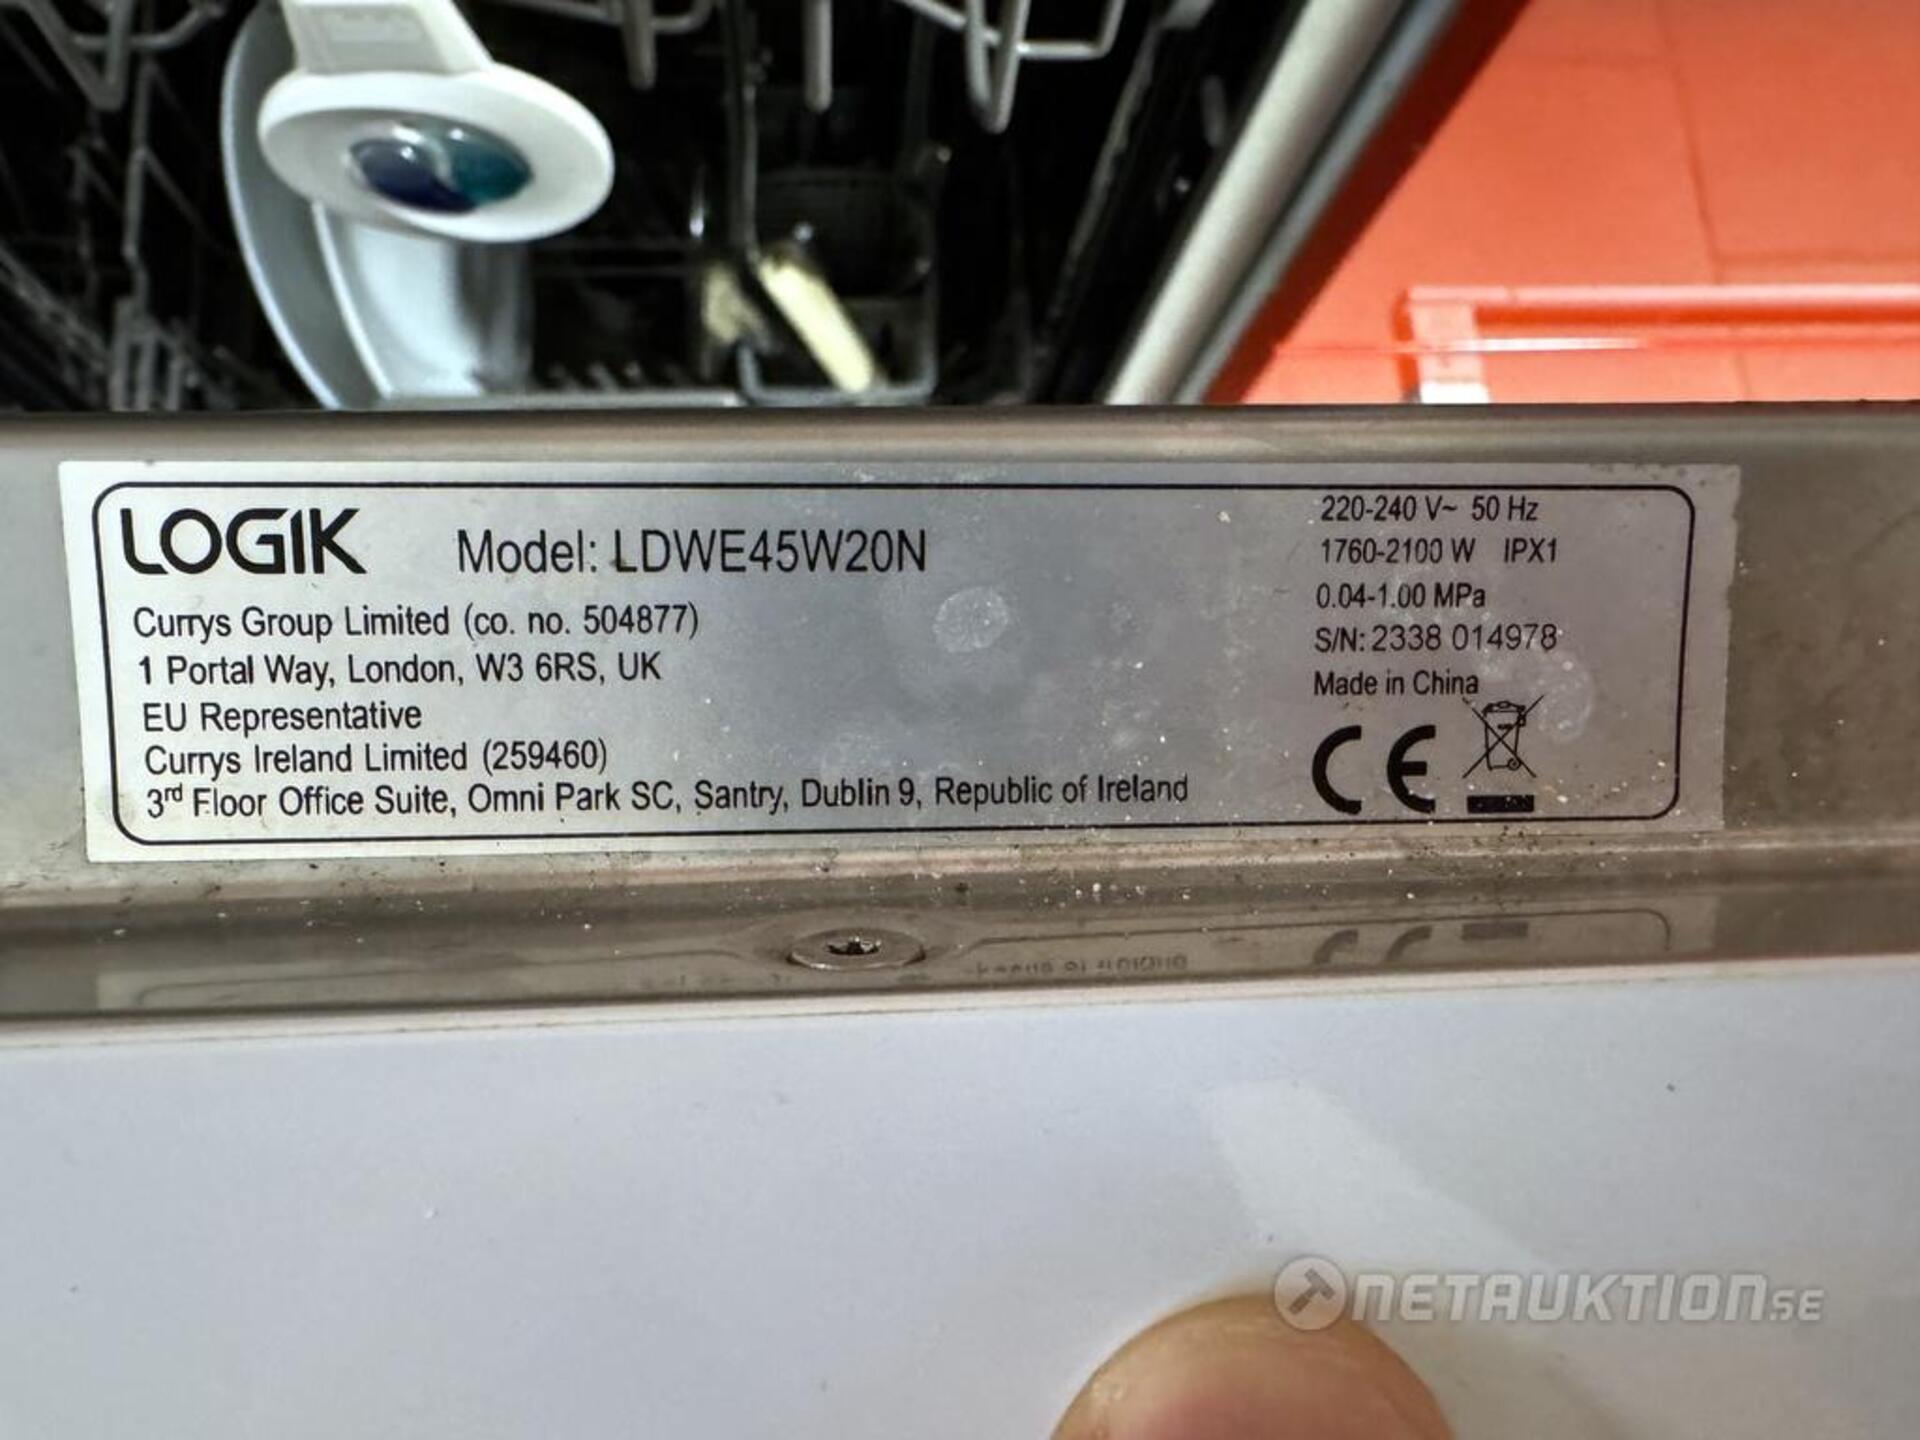 LOGIK Model: LDWE45W20N
Currys Group Limited (co. no. 504877)
1 Portal Way, London, W3 6RS, UK
EU Representative
Currys Ireland Limited (259460)
3rd Floor Office Suite, Omni Park SC, Santry, Dublin 9, Republic of Ireland
220-240 V~ 50 Hz
1760-2100 W IPX1
0.04-1.00 MPa
S/N: 2338 014978
Made in China
CE
NETAUKTION.SE